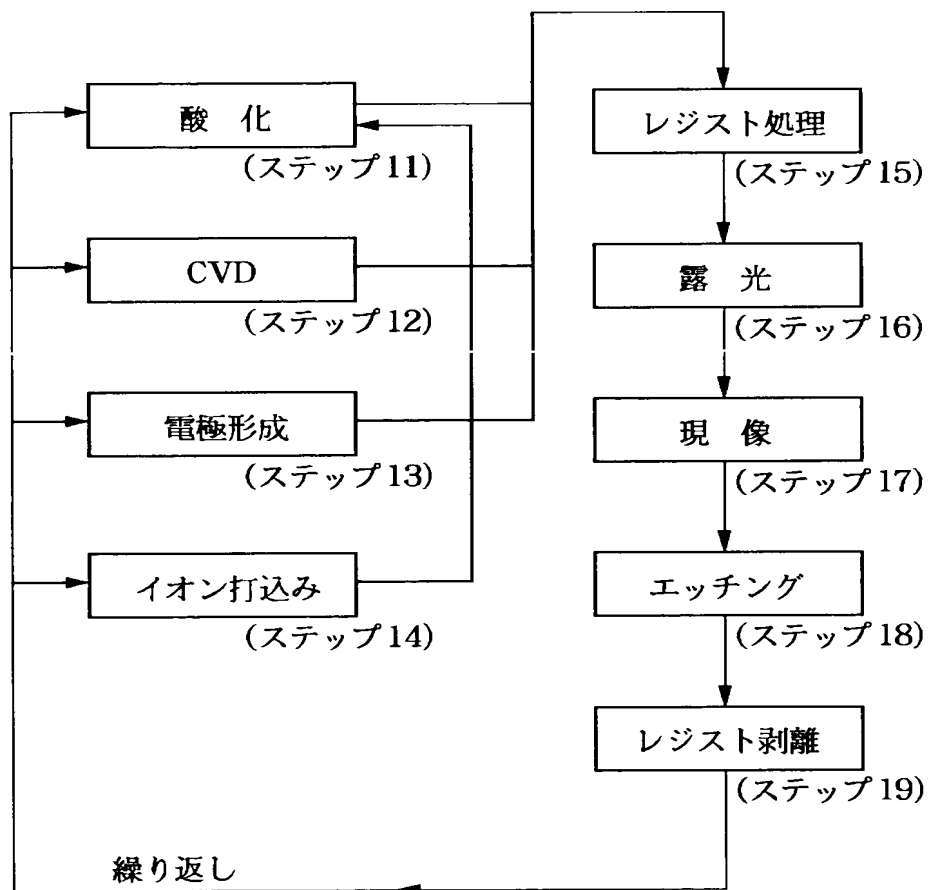 酸 化
(ステップ11)
CVD
(ステップ12)
電極形成
(ステップ13)
イオン打込み
(ステップ14)
レジスト処理
(ステップ15)
露 光
(ステップ16)
現 像
(ステップ17)
エッチング
(ステップ18)
レジスト剥離
(ステップ19)
繰り返し